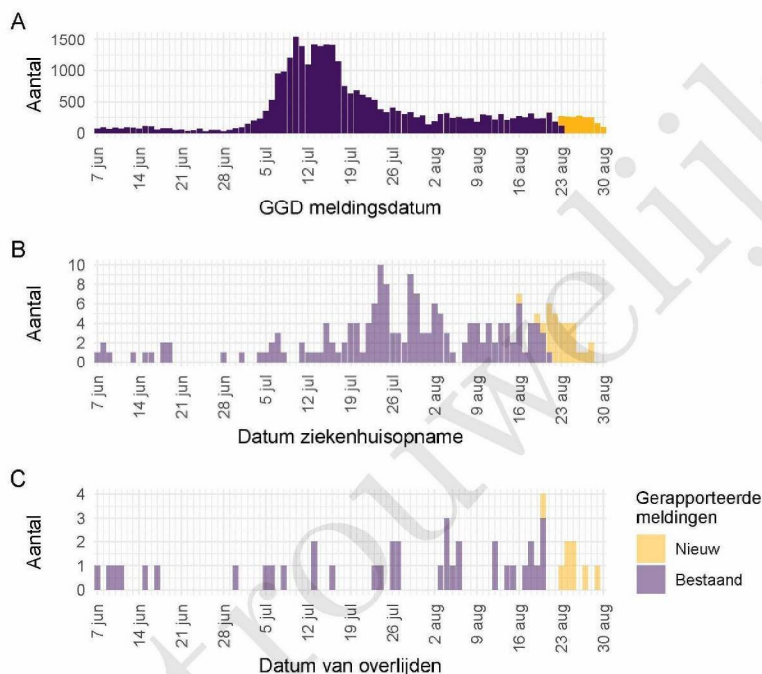 A
Aantal
1500
1000
500
0
7 jun
14 jun
21 jun
28 jun
5 jul
12 jul
19 jul
26 jul
2 aug
9 aug
16 aug
23 aug
30 aug
GGD meldingsdatum
B
Aantal
10
8
6
4
2
0
7 jun
14 jun
21 jun
28 jun
5 jul
12 jul
19 jul
26 jul
2 aug
9 aug
16 aug
23 aug
30 aug
Datum ziekenhuisopname
C
Aantal
4
3
2
1
0
7 jun
14 jun
21 jun
28 jun
5 jul
12 jul
19 jul
26 jul
2 aug
9 aug
16 aug
23 aug
30 aug
Datum van overlijden
Gerapporteerde
meldingen
Nieuw
Bestaand